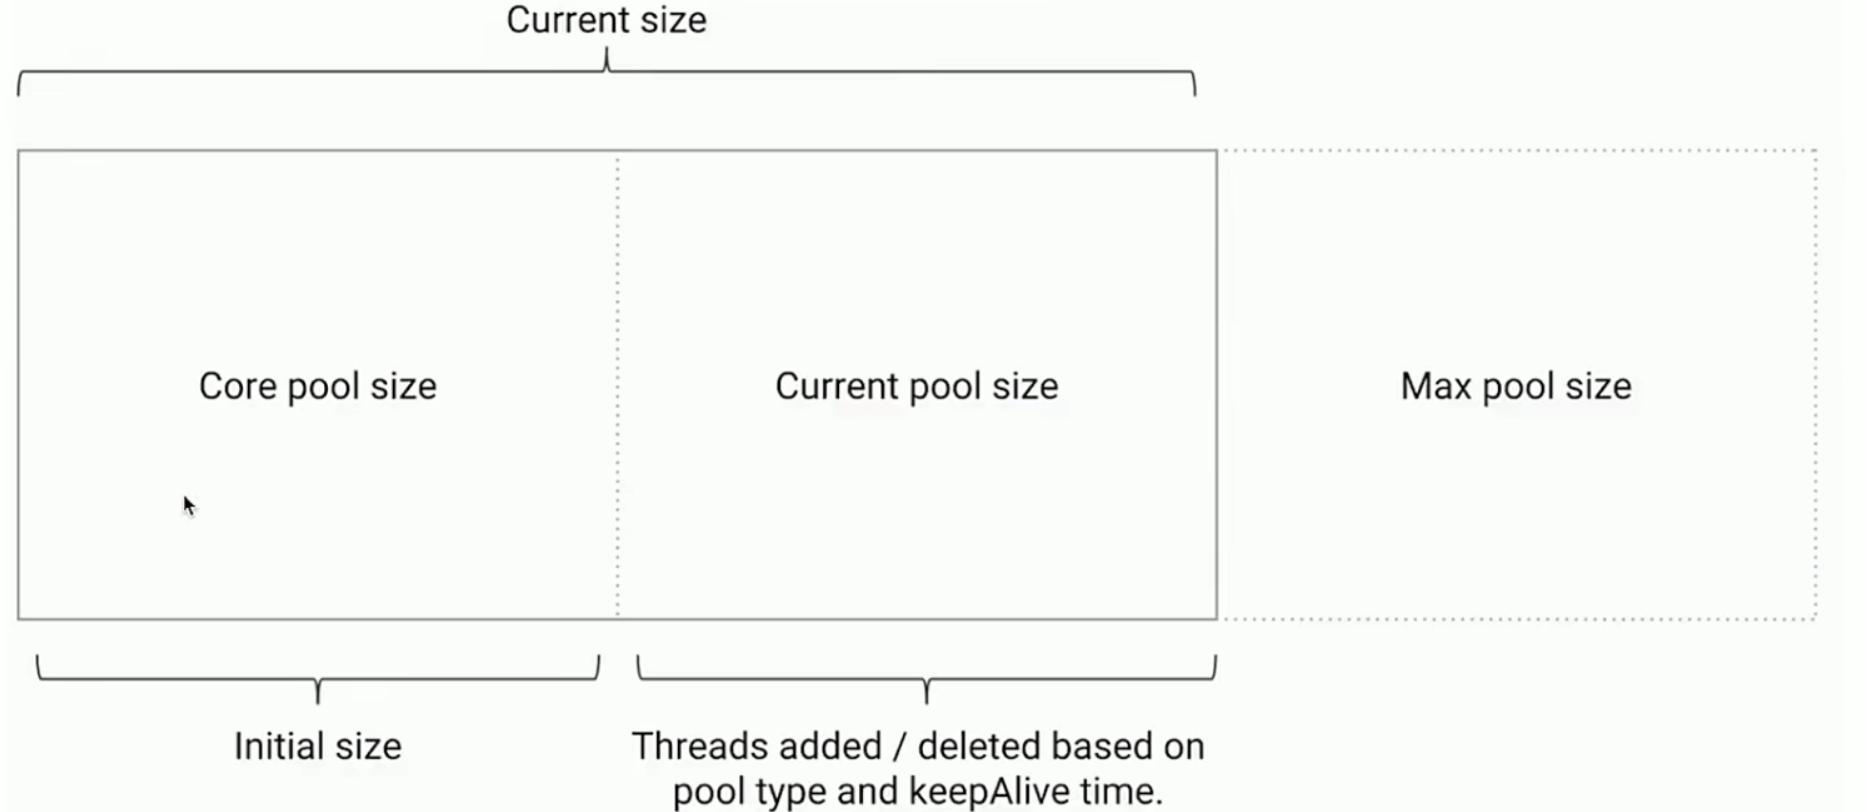 Current size
Core pool size
Current pool size
Max pool size
Initial size
Threads added / deleted based on
pool type and keepAlive time.